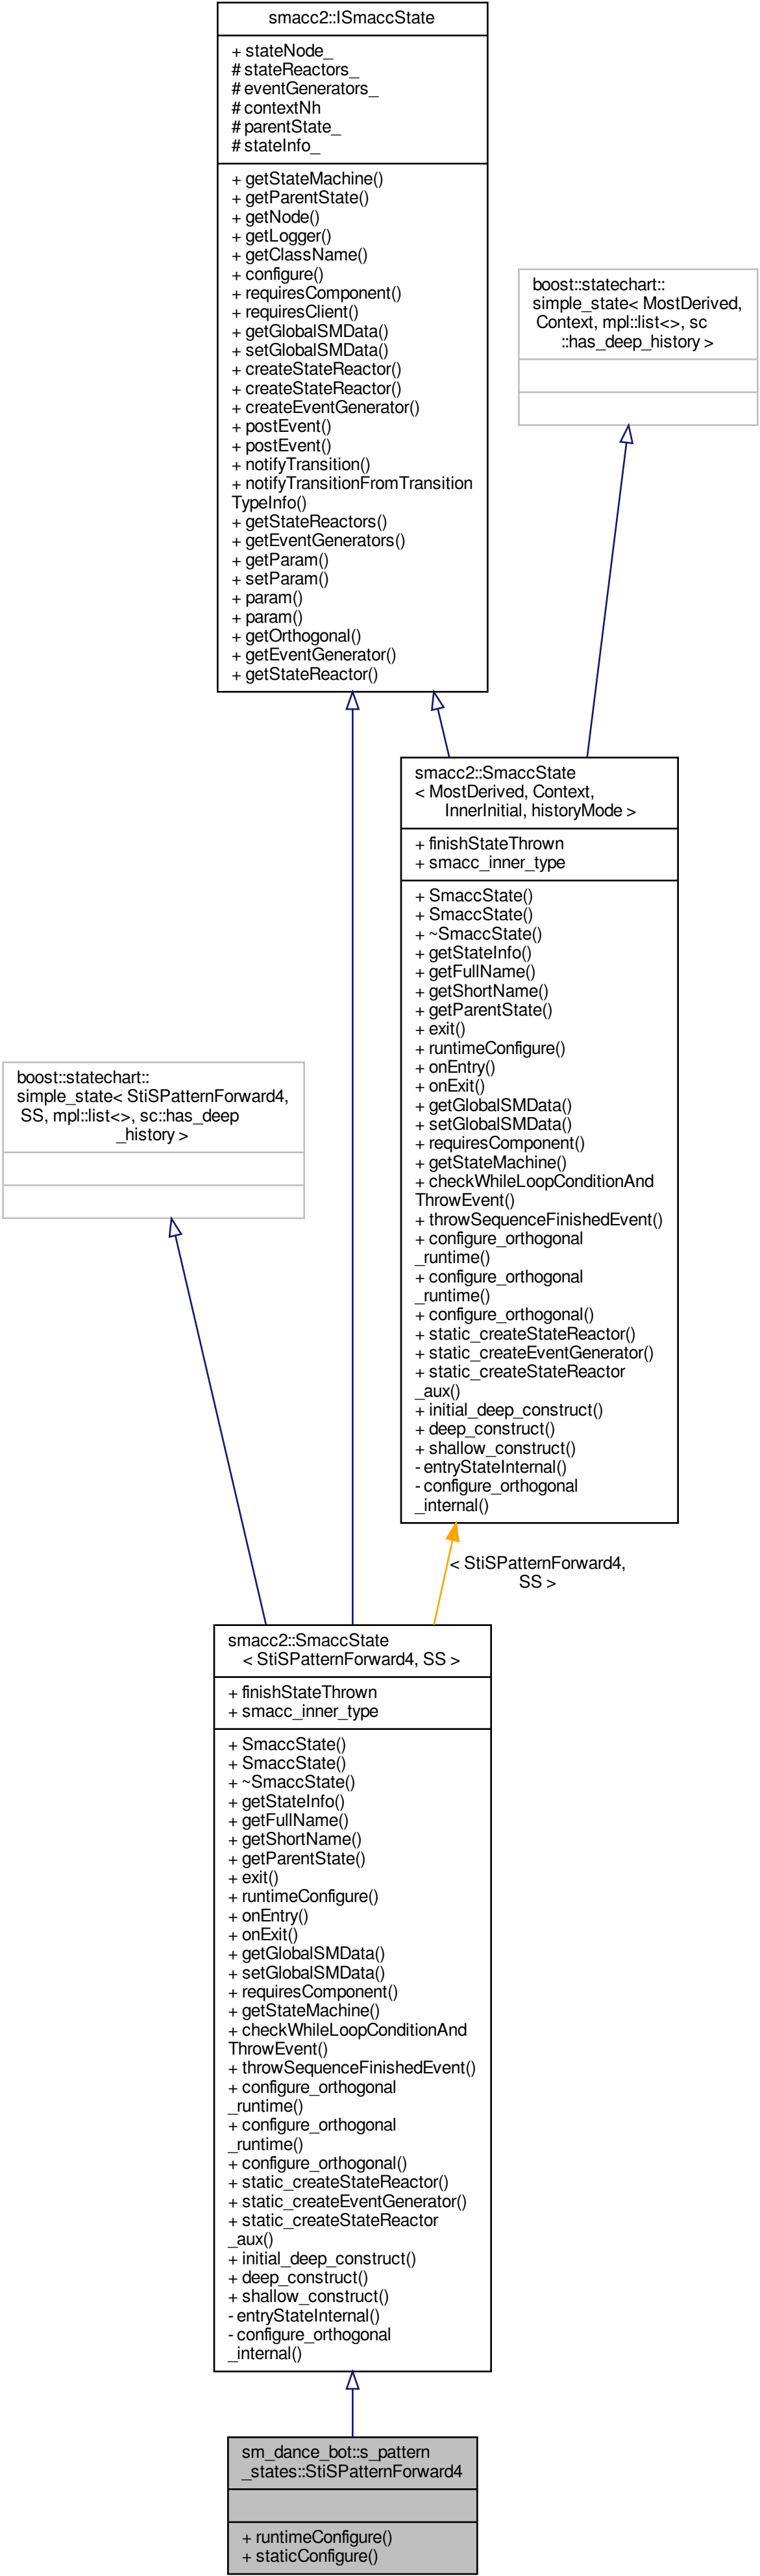 smacc2::ISmaccState
+ stateNode_
# stateReactors_
# eventGenerators_
# contextNh
# parentState_
# stateInfo_
+ getStateMachine()
+ getParentState()
+ getNode()
+ getLogger()
+ getClassName()
+ configure()
+ requiresComponent()
+ requiresClient()
+ getGlobalSMData()
+ setGlobalSMData()
+ createStateReactor()
+ createStateReactor()
+ createEventGenerator()
+ postEvent()
+ postEvent()
+ notifyTransition()
+ notifyTransitionFromTransition
TypeInfo()
+ getStateReactors()
+ getEventGenerators()
+ getParam()
+ setParam()
+ param()
+ param()
+ getOrthogonal()
+ getEventGenerator()
+ getStateReactor()
boost::statechart::
simple_state< MostDerived,
Context, mpl::list<>, sc
::has_deep_history >
smacc2::SmaccState
< MostDerived, Context,
InnerInitial, historyMode >
+ finishStateThrown
+ smacc_inner_type
+ SmaccState()
+ SmaccState()
+ ~SmaccState()
+ getStateInfo()
+ getFullName()
+ getShortName()
+ getParentState()
+ exit()
+ runtimeConfigure()
+ onEntry()
+ onExit()
+ getGlobalSMData()
+ setGlobalSMData()
+ requiresComponent()
+ getStateMachine()
+ checkWhileLoopConditionAnd
ThrowEvent()
+ throwSequenceFinishedEvent()
+ configure_orthogonal
_runtime()
+ configure_orthogonal
_runtime()
+ configure_orthogonal()
+ static_createStateReactor()
+ static_createEventGenerator()
+ static_createStateReactor
_aux()
+ initial_deep_construct()
+ deep_construct()
+ shallow_construct()
- entryStateInternal()
- configure_orthogonal
_internal()
boost::statechart::
simple_state< StiSPatternForward4,
SS, mpl::list<>, sc::has_deep
_history >
< StiSPatternForward4,
SS >
smacc2::SmaccState
< StiSPatternForward4, SS >
+ finishStateThrown
+ smacc_inner_type
+ SmaccState()
+ SmaccState()
+ ~SmaccState()
+ getStateInfo()
+ getFullName()
+ getShortName()
+ getParentState()
+ exit()
+ runtimeConfigure()
+ onEntry()
+ onExit()
+ getGlobalSMData()
+ setGlobalSMData()
+ requiresComponent()
+ getStateMachine()
+ checkWhileLoopConditionAnd
ThrowEvent()
+ throwSequenceFinishedEvent()
+ configure_orthogonal
_runtime()
+ configure_orthogonal
_runtime()
+ configure_orthogonal()
+ static_createStateReactor()
+ static_createEventGenerator()
+ static_createStateReactor
_aux()
+ initial_deep_construct()
+ deep_construct()
+ shallow_construct()
- entryStateInternal()
- configure_orthogonal
_internal()
sm_dance_bot::s_pattern
_states::StiSPatternForward4
+ runtimeConfigure()
+ staticConfigure()